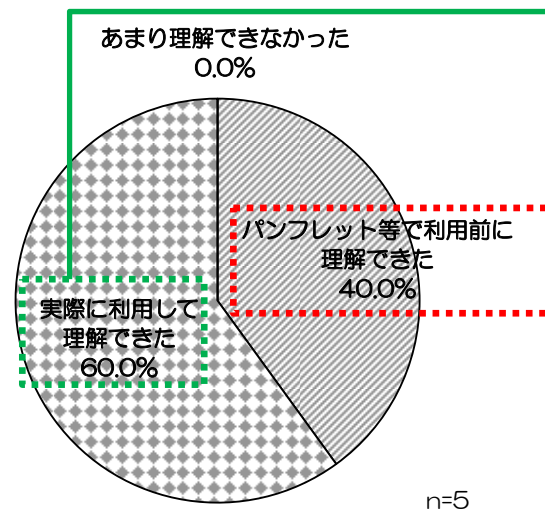 あまり理解できなかった
0.0%
パンフレット等で利用前に
理解できた
40.0%
実際に利用して
理解できた
60.0%
n=5